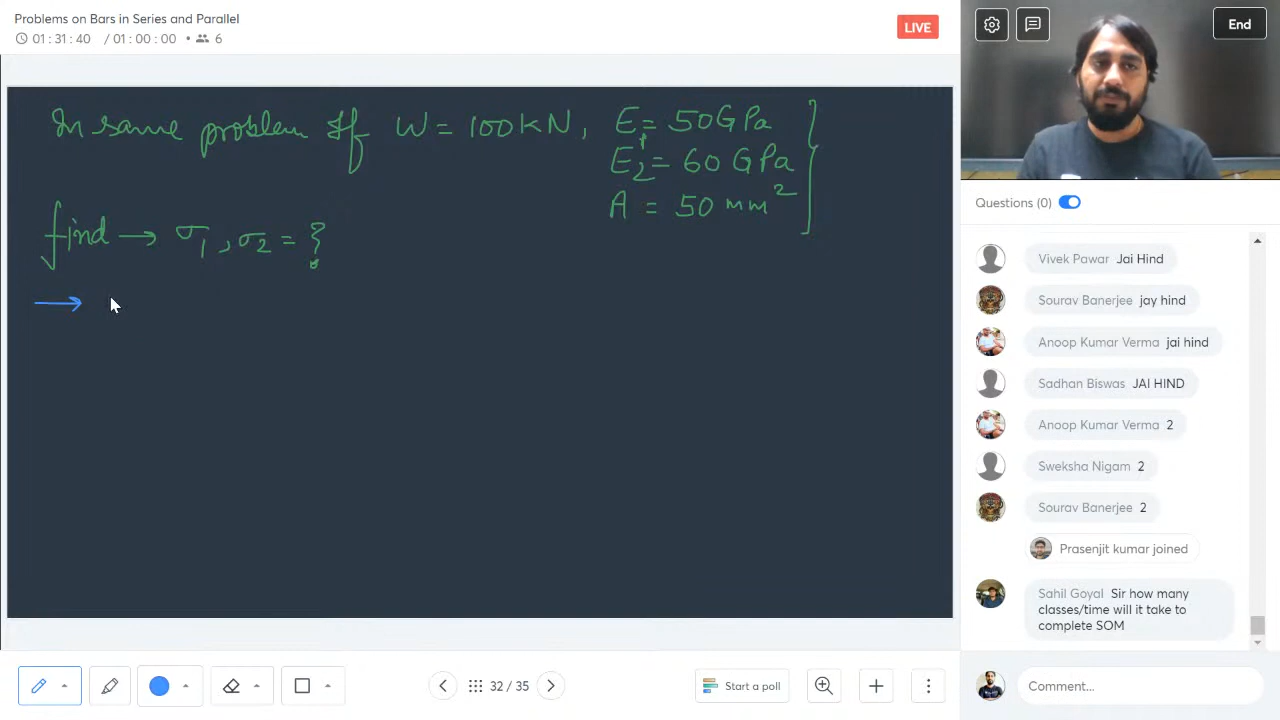 Problems on Bars in Series and Parallel
01 : 31 : 40 / 01 : 00 : 00 • 6
LIVE
End
In same problem If W = 100KN, E1 = 50GPa
E2 = 60 GPa
A = 50 mm²
find → σ1, σ2 = ?
Questions (0)
Vivek Pawar Jai Hind
Sourav Banerjee jay hind
Anoop Kumar Verma jai hind
Sadhan Biswas JAI HIND
Anoop Kumar Verma 2
Sweksha Nigam 2
Sourav Banerjee 2
Prasenjit kumar joined
Sahil Goyal Sir how many
classes/time will it take to
complete SOM
32 / 35
Start a poll
Comment...